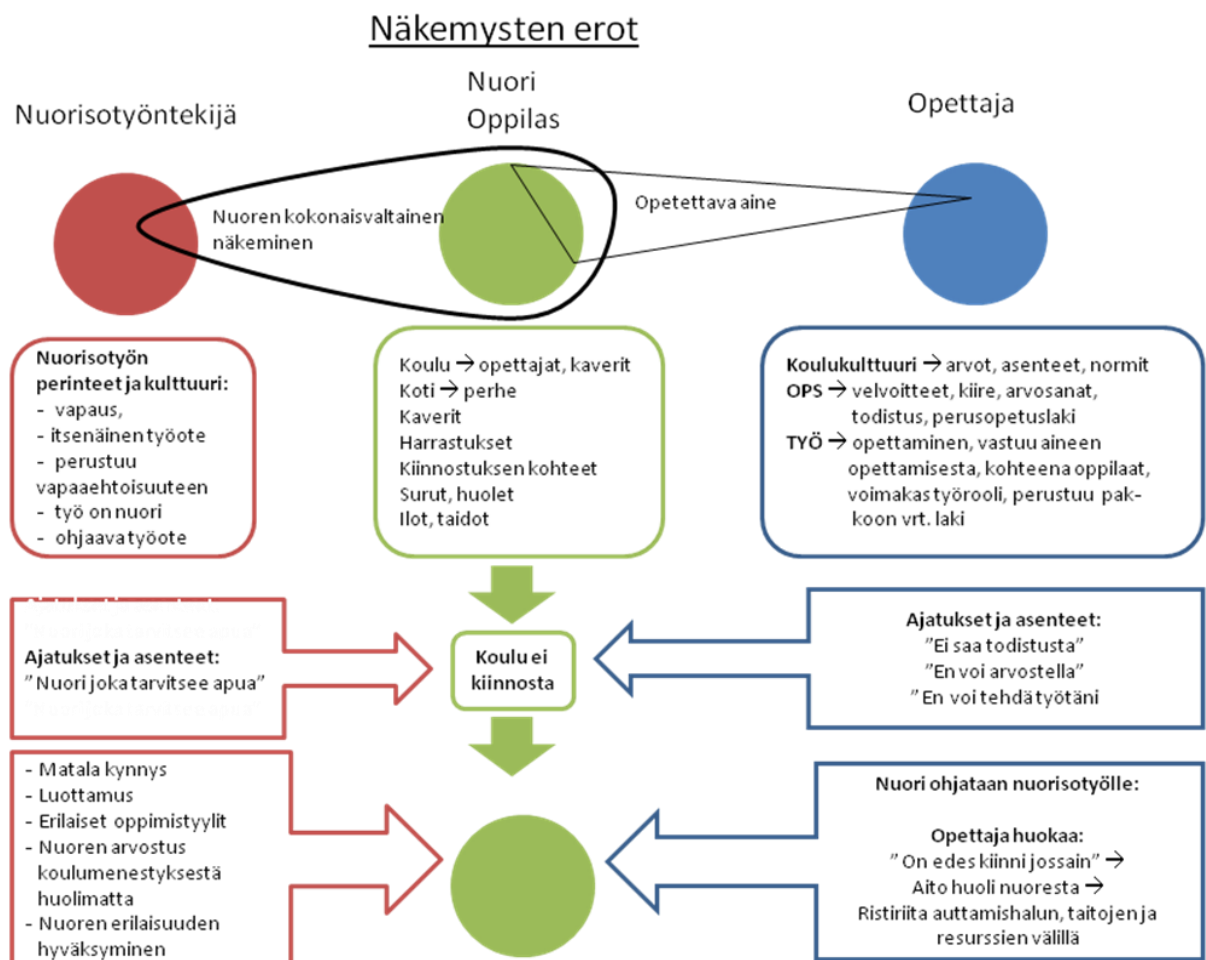 Näkemysten erot
Nuorisotyöntekijä
Nuori
Oppilas
Opettaja
Nuoren kokonaisvaltainen
näkeminen
Opetettava aine
Nuorisotyön
perinteet ja kulttuuri:
- vapaus,
- itsenäinen työote
- perustuu
vapaaehtoisuuteen
- työ on nuori
- ohjaava työote
Koulu → opettajat, kaverit
Koti → perhe
Kaverit
Harrastukset
Kiinnostuksen kohteet
Surut, huolet
Ilot, taidot
Koulukulttuuri → arvot, asenteet, normit
OPS → velvoitteet, kiire, arvosanat,
todistus, perusopetuslaki
TYÖ → opettaminen, vastuu aineen
opettamisesta, kohteena oppilaat,
voimakas työrooli, perustuu pak-
koon vrt. laki
Ajatukset ja asenteet:
”Nuori joka tarvitsee apua”
Koulu ei
kiinnosta
Ajatukset ja asenteet:
”Ei saa todistusta”
”En voi arvostella”
”En voi tehdä työtäni
- Matala kynnys
- Luottamus
- Erilaiset oppimistyylit
- Nuoren arvostus
koulumenestyksestä
huolimatta
- Nuoren erilaisuuden
hyväksyminen
Nuori ohjataan nuorisotyölle:
Opettaja huokaa:
”On edes kiinni jossain” →
Aito huoli nuoresta →
Ristiriita auttamishalun, taitojen ja
resurssien välillä